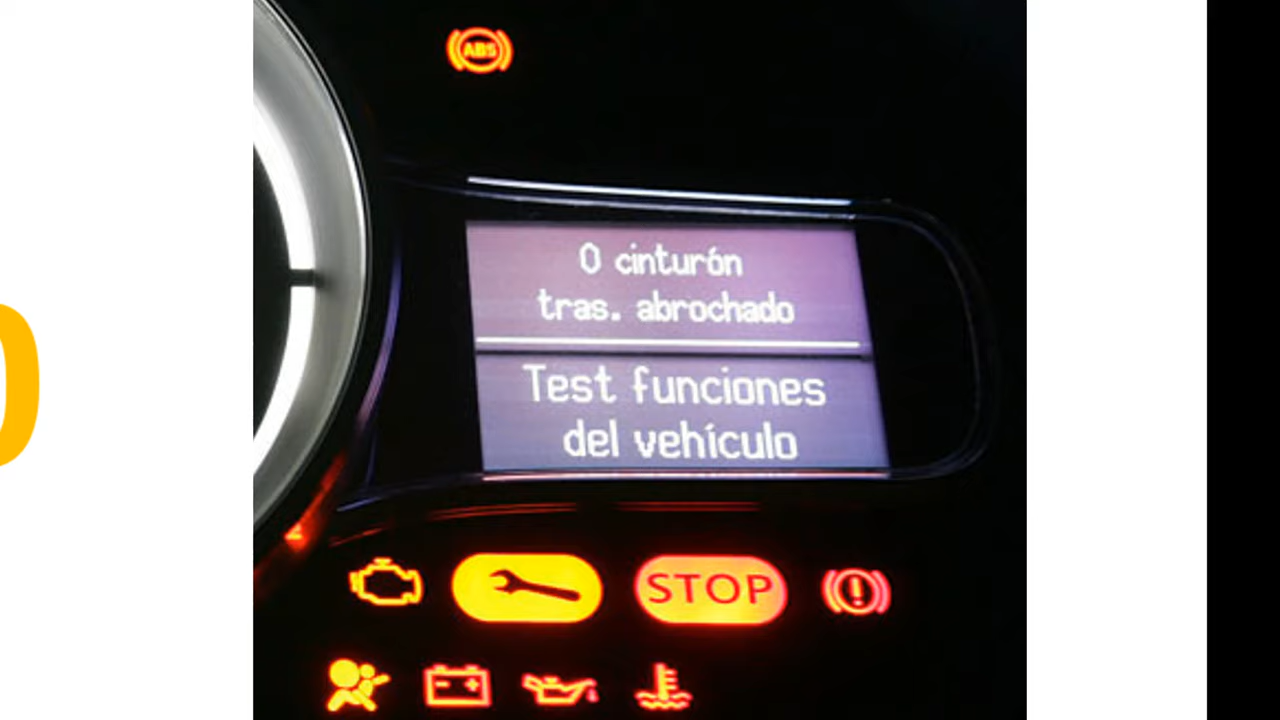 ABS
0 cinturón
tras. abrochado
Test funciones
del vehículo
STOP